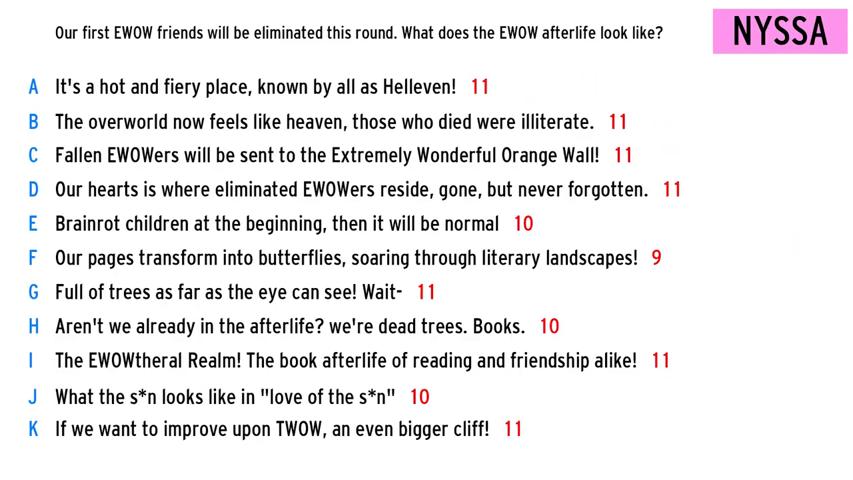 Our first EWOW friends will be eliminated this round. What does the EWOW afterlife look like?
NYSSA
A It's a hot and fiery place, known by all as Helleven! 11
B The overworld now feels like heaven, those who died were illiterate. 11
C Fallen EWOWers will be sent to the Extremely Wonderful Orange Wall! 11
D Our hearts is where eliminated EWOWers reside, gone, but never forgotten. 11
E Brainrot children at the beginning, then it will be normal 10
F Our pages transform into butterflies, soaring through literary landscapes! 9
G Full of trees as far as the eye can see! Wait- 11
H Aren't we already in the afterlife? we're dead trees. Books. 10
I The EWOWtheral Realm! The book afterlife of reading and friendship alike! 11
J What the s*n looks like in "love of the s*n" 10
K If we want to improve upon TWOW, an even bigger cliff! 11